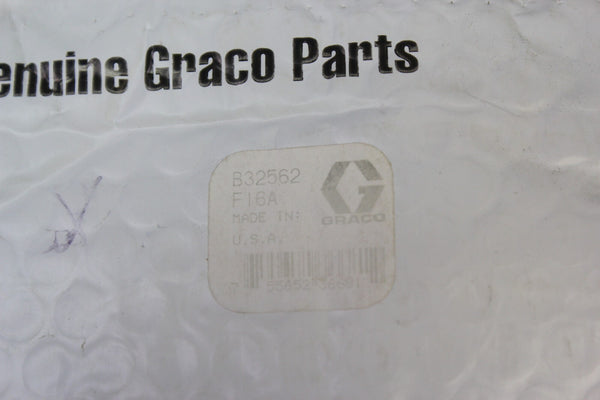 enuine Graco Parts
B32562
F16A
MADE IN:
U.S.A.
GRACO